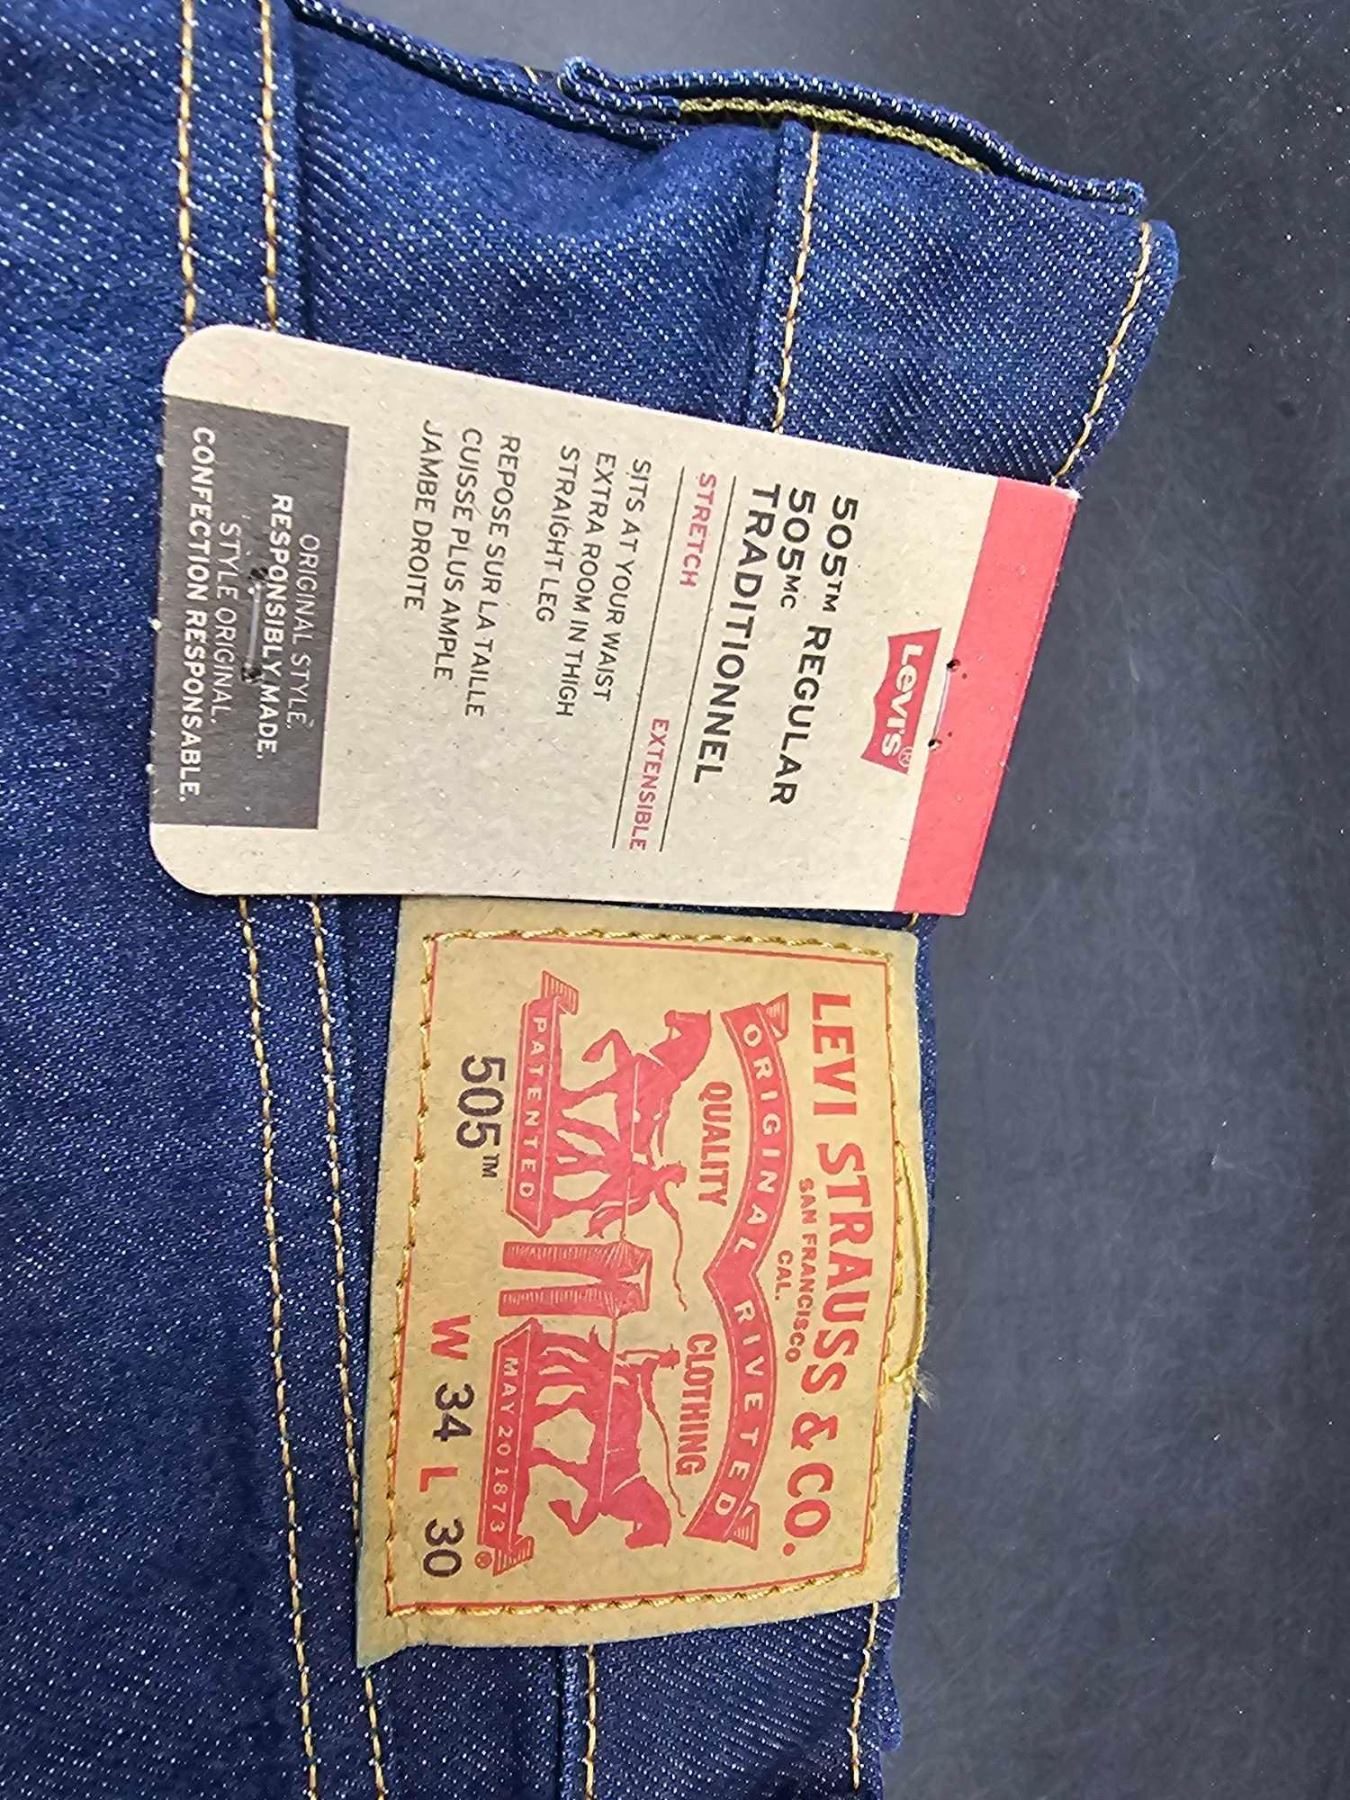 Levi's®
505™ REGULAR
505ᴹᶜ
TRADITIONNEL
STRETCH EXTENSIBLE
SITS AT YOUR WAIST
EXTRA ROOM IN THIGH
STRAIGHT LEG
REPOSE SUR LA TAILLE
CUISSE PLUS AMPLE
JAMBE DROITE
ORIGINAL STYLE.
RESPONSIBLY MADE.
STYLE ORIGINAL.
CONFECTION RESPONSABLE.
LEVI STRAUSS & CO.
SAN FRANCISCO
CAL.
ORIGINAL RIVETED
QUALITY CLOTHING
PATENTED MAY 20 1873 ®
505™ W 34 L 30